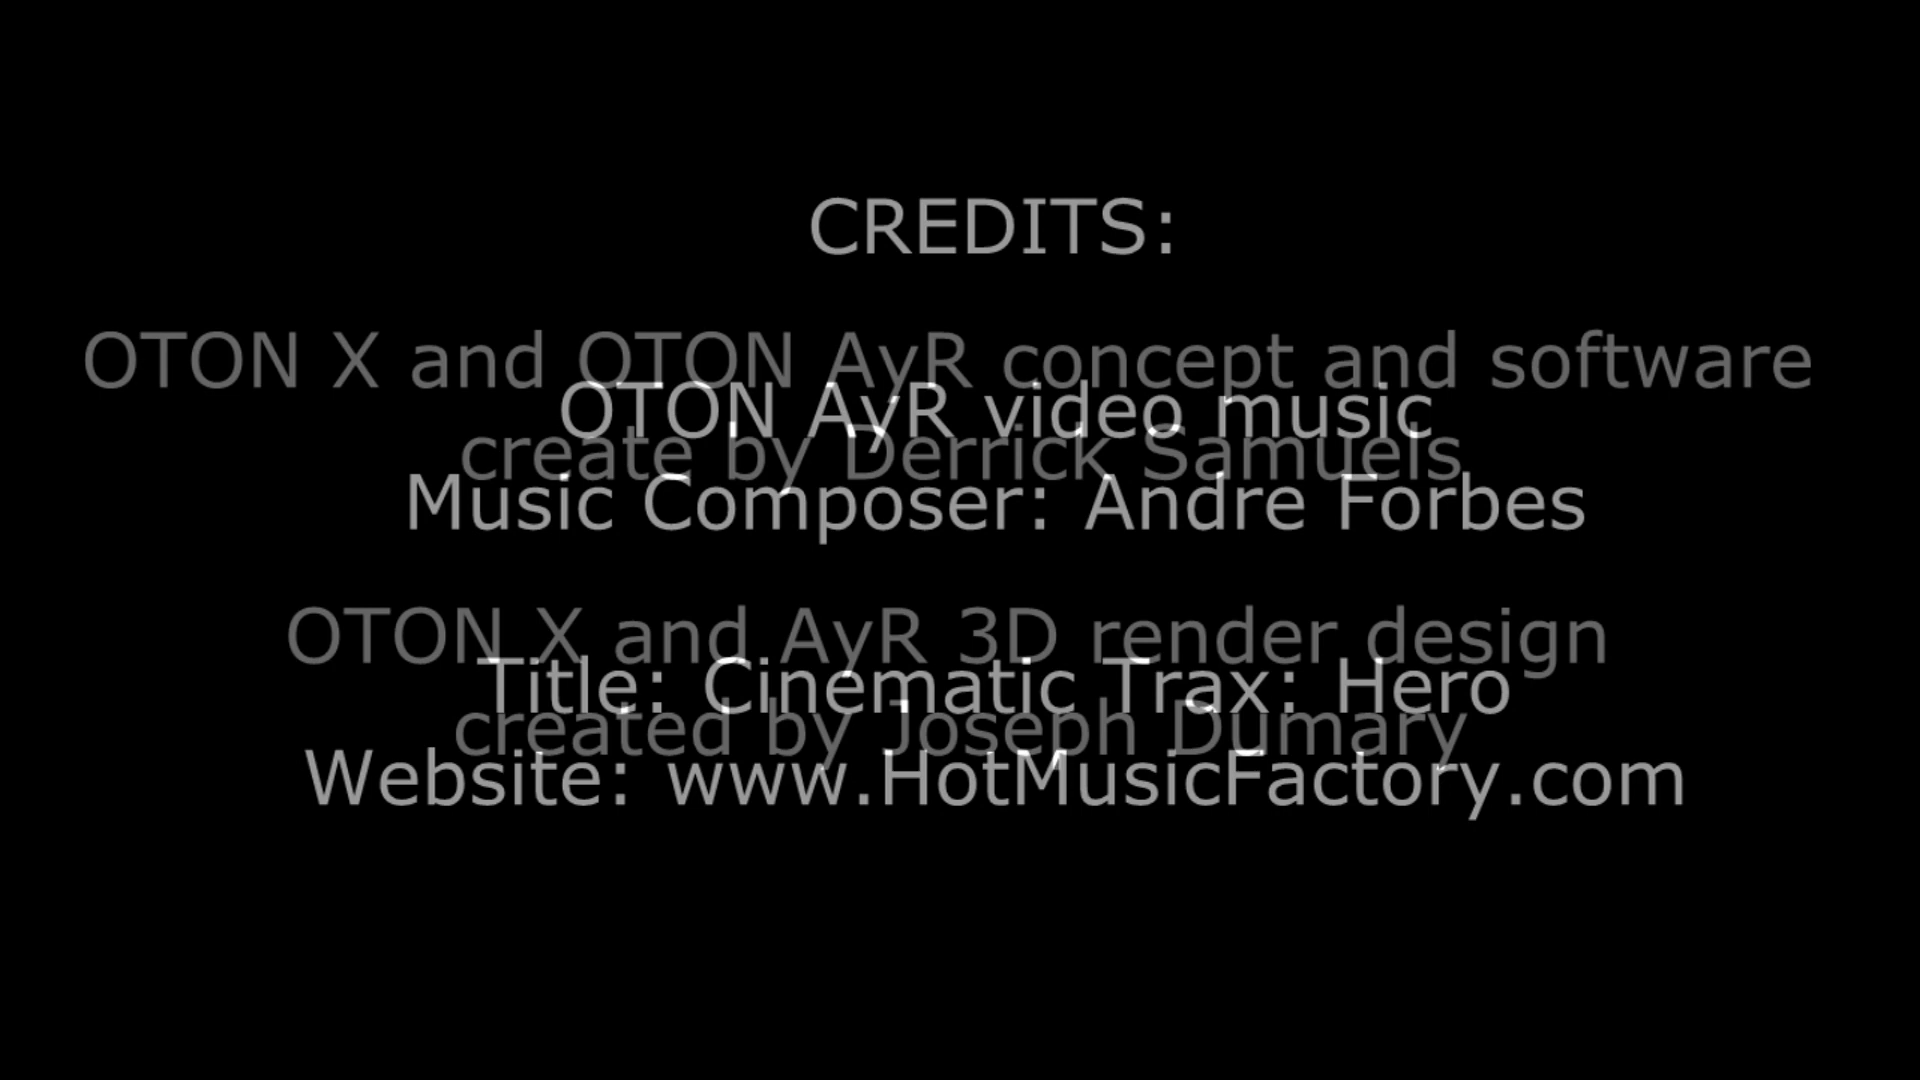 CREDITS:
OTON X and OTON AyR concept and software
OTON AyR video music
create by Derrick Samuels
Music Composer: Andre Forbes
OTON X and AyR 3D render design
Title: Cinematic Trax: Hero
created by Joseph Dumary
Website: www.HotMusicFactory.com